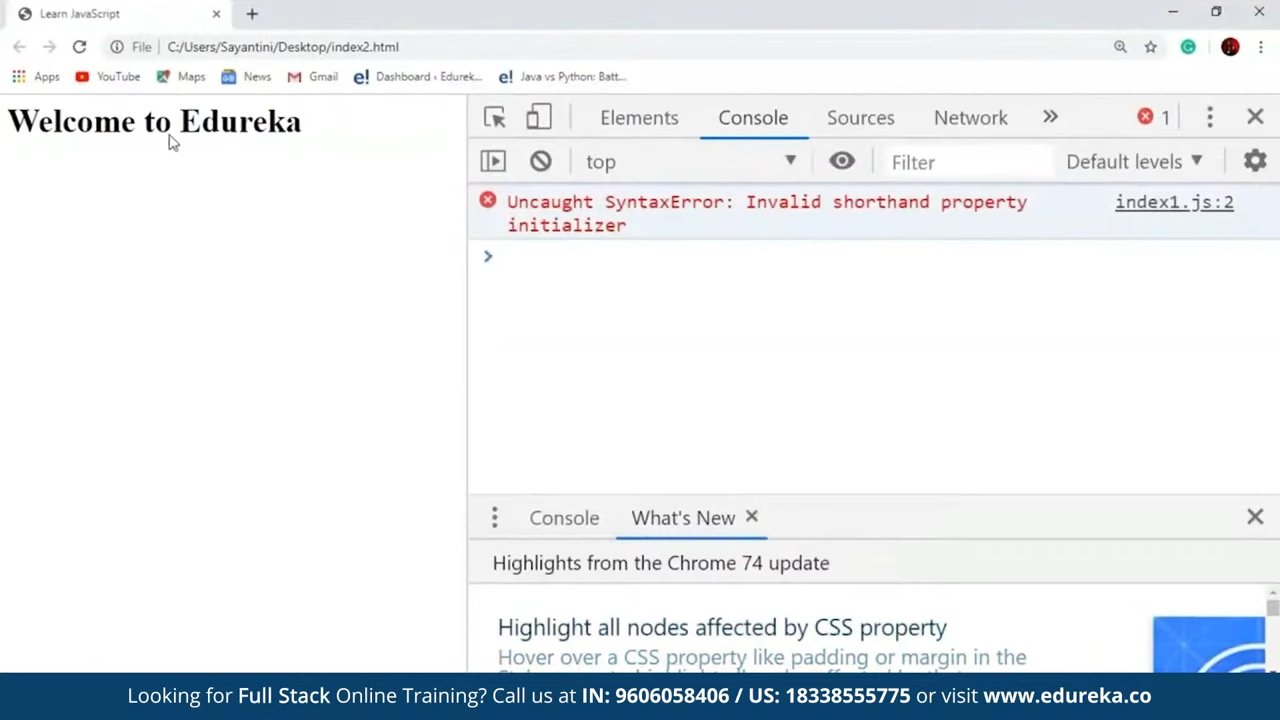 Learn JavaScript
File | C:/Users/Sayantini/Desktop/index2.html
Apps YouTube Maps News Gmail e! Dashboard ‹ Edurek... e! Java vs Python: Batt...
Welcome to Edureka
Elements Console Sources Network » 1
top Filter Default levels
Uncaught SyntaxError: Invalid shorthand property index1.js:2
initializer
Console What's New
Highlights from the Chrome 74 update
Highlight all nodes affected by CSS property
Hover over a CSS property like padding or margin in the
Looking for Full Stack Online Training? Call us at IN: 9606058406 / US: 18338555775 or visit www.edureka.co